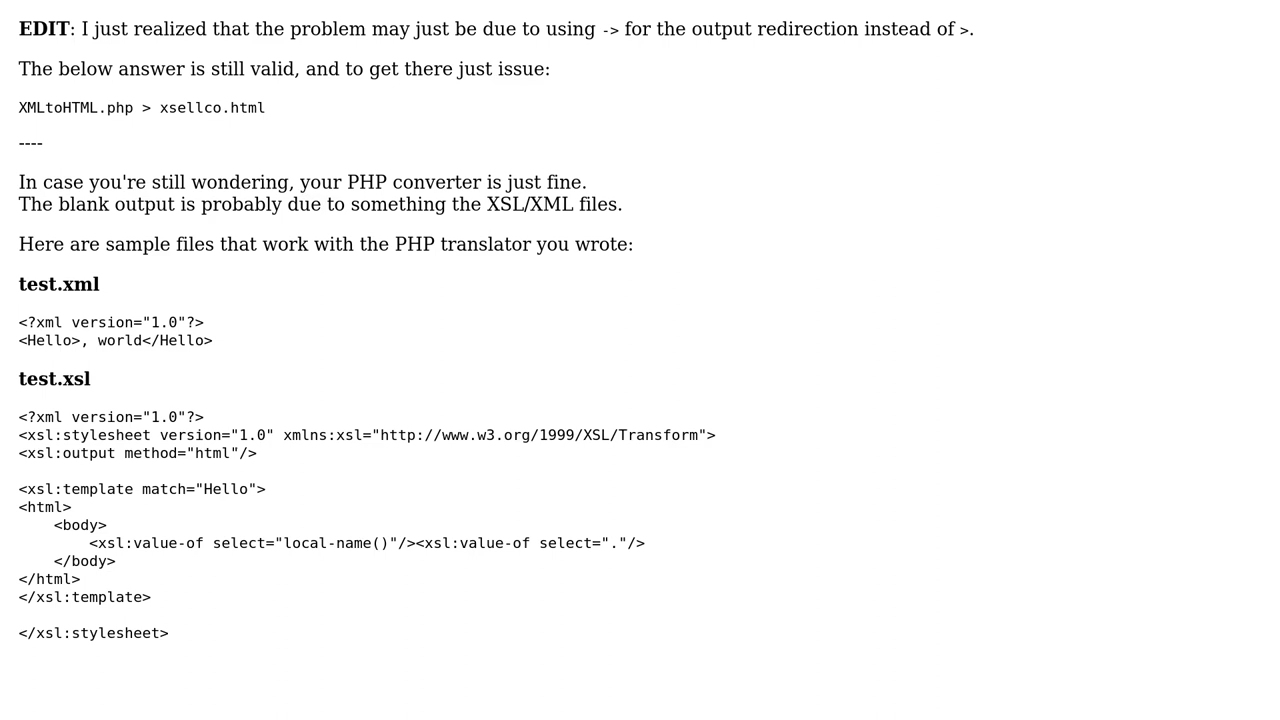 EDIT: I just realized that the problem may just be due to using -> for the output redirection instead of >.
The below answer is still valid, and to get there just issue:
XMLtoHTML.php > xsellco.html
----
In case you're still wondering, your PHP converter is just fine.
The blank output is probably due to something the XSL/XML files.
Here are sample files that work with the PHP translator you wrote:
test.xml
<?xml version="1.0"?>
<Hello>, world</Hello>
test.xsl
<?xml version="1.0"?>
<xsl:stylesheet version="1.0" xmlns:xsl="http://www.w3.org/1999/XSL/Transform">
<xsl:output method="html"/>
<xsl:template match="Hello">
<html>
    <body>
        <xsl:value-of select="local-name()"/><xsl:value-of select="."/>
    </body>
</html>
</xsl:template>
</xsl:stylesheet>